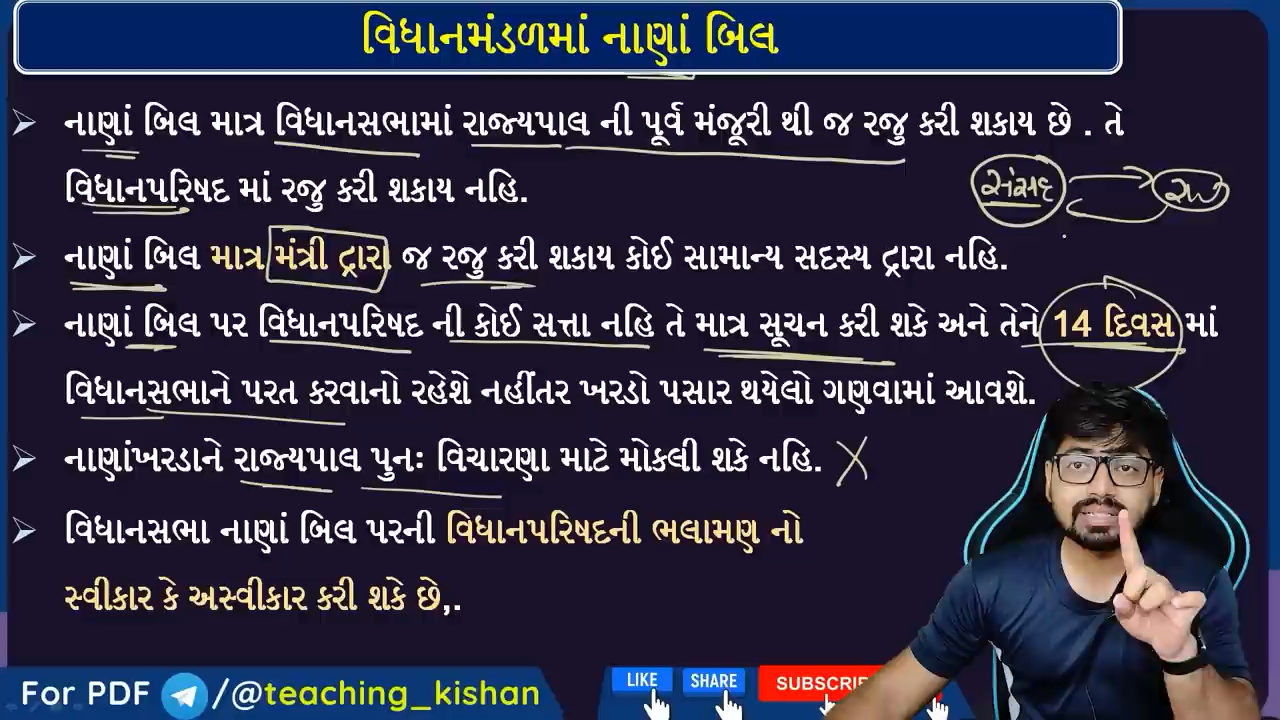 વિધાનમંડળમાં નાણાં બિલ
નાણાં બિલ માત્ર વિધાનસભામાં રાજ્યપાલ ની પૂર્વ મંજૂરી થી જ રજુ કરી શકાય છે . તે
વિધાનપરિષદ માં રજુ કરી શકાય નહિ.
સંસદ
નાણાં બિલ માત્ર મંત્રી દ્રારા જ રજુ કરી શકાય કોઈ સામાન્ય સદસ્ય દ્રારા નહિ.
નાણાં બિલ પર વિધાનપરિષદ ની કોઈ સત્તા નહિ તે માત્ર સૂચન કરી શકે અને તેને 14 દિવસ માં
વિધાનસભાને પરત કરવાનો રહેશે નહીંતર ખરડો પસાર થયેલો ગણવામાં આવશે.
નાણાંખરડાને રાજ્યપાલ પુનઃ વિચારણા માટે મોકલી શકે નહિ.
વિધાનસભા નાણાં બિલ પરની વિધાનપરિષદની ભલામણ નો
સ્વીકાર કે અસ્વીકાર કરી શકે છે,.
For PDF /@teaching_kishan
LIKE
SHARE